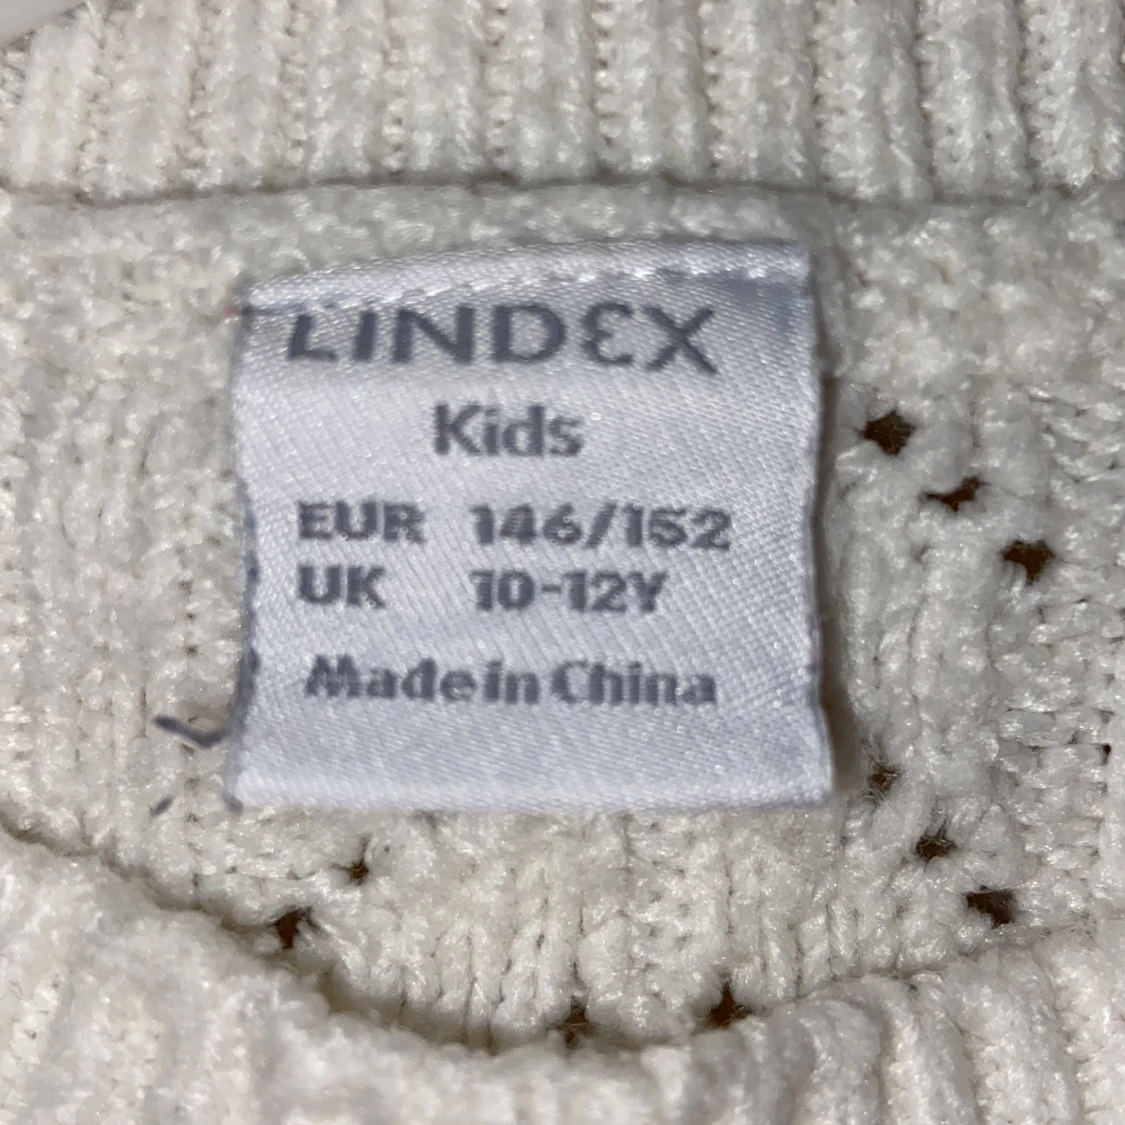 LINDEX
Kids
EUR 146/152
UK 10-12Y
Made in China